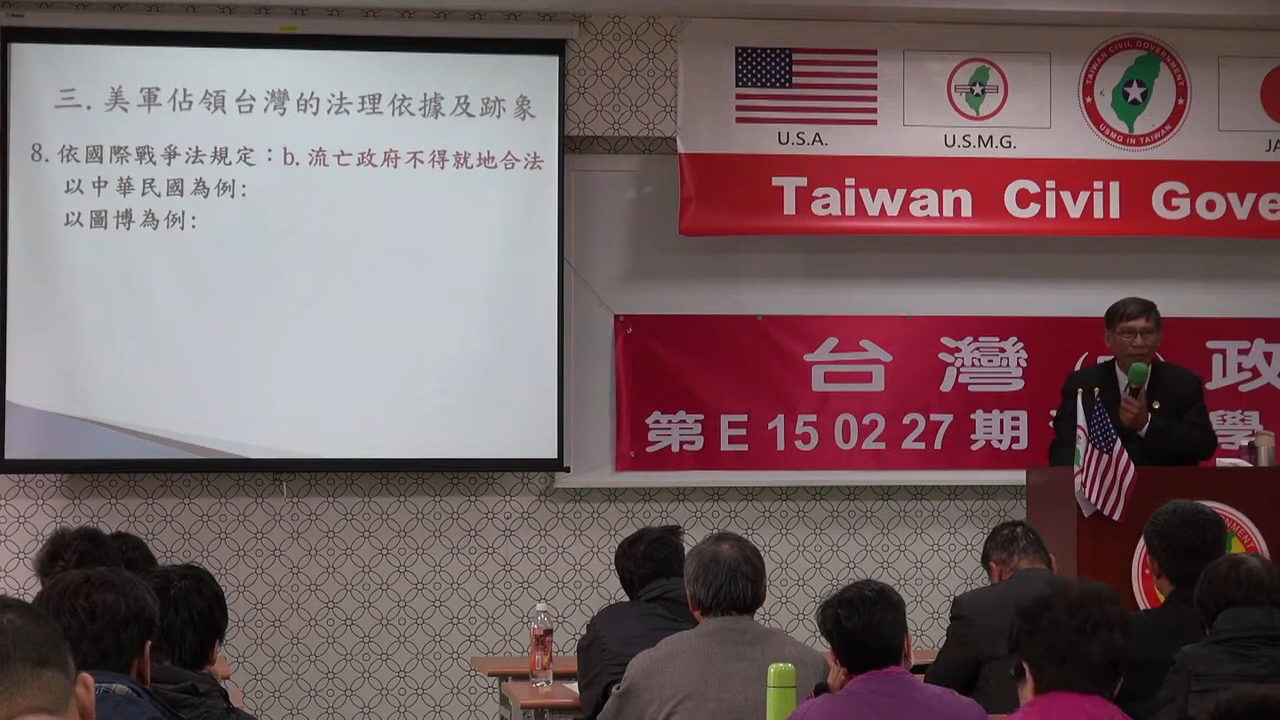 三. 美軍佔領台灣的法理依據及跡象
8. 依國際戰爭法規定：b. 流亡政府不得就地合法
以中華民國為例:
以圖博為例:
U.S.A.
U.S.M.G.
TAIWAN CIVIL GOVERNMENT
USMG IN TAIWAN
JA
Taiwan Civil Gove
台灣 政
第 E 15 02 27 期 學